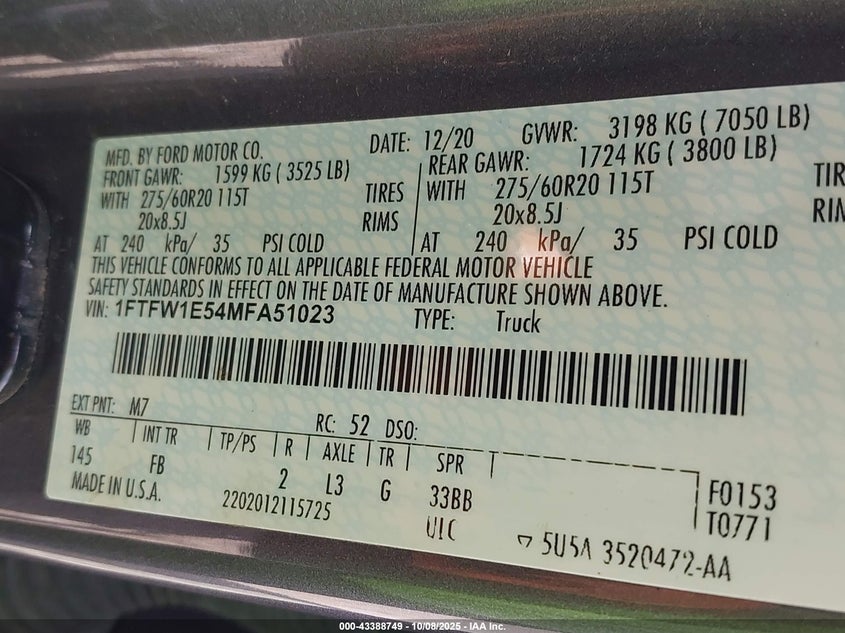 MFD. BY FORD MOTOR CO. DATE: 12/20 GVWR: 3198 KG ( 7050 LB)
FRONT GAWR: 1599 KG ( 3525 LB) REAR GAWR: 1724 KG ( 3800 LB)
WITH 275/60R20 115T TIRES WITH 275/60R20 115T TIR
20x8.5J RIMS 20x8.5J RIM
AT 240 kPa/ 35 PSI COLD AT 240 kPa/ 35 PSI COLD
THIS VEHICLE CONFORMS TO ALL APPLICABLE FEDERAL MOTOR VEHICLE
SAFETY STANDARDS IN EFFECT ON THE DATE OF MANUFACTURE SHOWN ABOVE.
VIN: 1FTFW1E54MFA51023 TYPE: Truck
EXT PNT: M7 RC: 52 DSO:
WB INT TR TP/PS R AXLE TR SPR
145 FB 2 L3 G 33BB F0153
MADE IN U.S.A. 2202012115725 UIC T0771
5U5A 3520472-AA
000-43388749 - 10/08/2025 - IAA Inc.